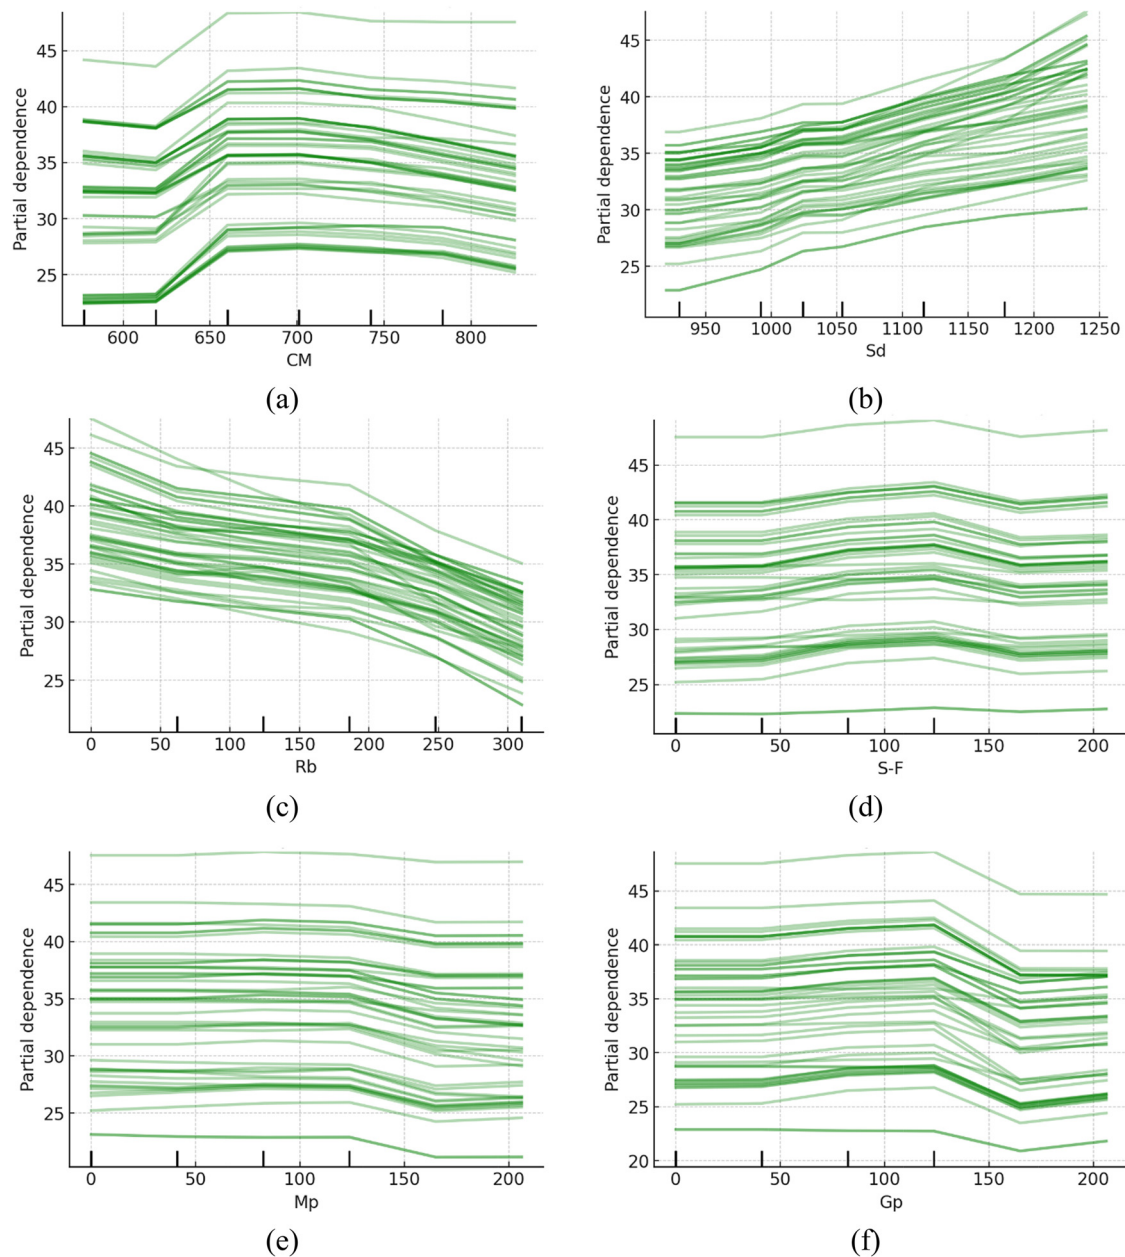 Partial dependence
45
40
35
30
25
600 650 700 750 800
CM
(a)
Partial dependence
45
40
35
30
25
950 1000 1050 1100 1150 1200 1250
Sd
(b)
Partial dependence
45
40
35
30
25
0 50 100 150 200 250 300
Rb
(c)
Partial dependence
45
40
35
30
25
0 50 100 150 200
S-F
(d)
Partial dependence
45
40
35
30
25
0 50 100 150 200
Mp
(e)
Partial dependence
45
40
35
30
25
20
0 50 100 150 200
Gp
(f)